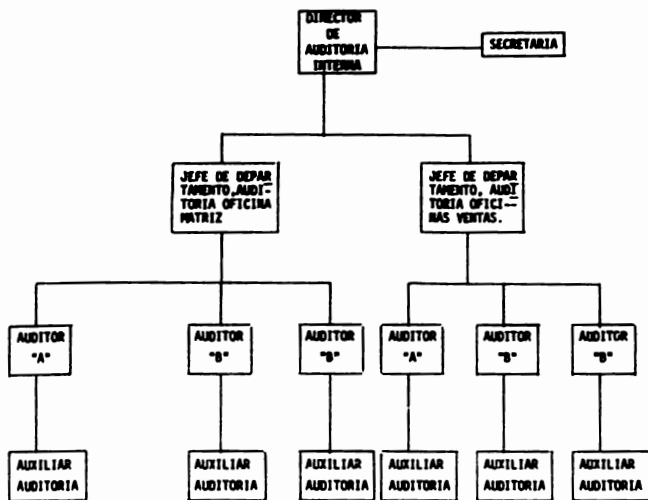 DIRECTOR
DE
AUDITORIA
INTERNA
SECRETARIA
JEFE DE DEPAR
TAMENTO, AUDI-
TORIA OFICINA
MATRIZ
JEFE DE DEPAR
TAMENTO, AUDI
TORIA OFICI--
NAS VENTAS.
AUDITOR
"A"
AUDITOR
"B"
AUDITOR
"B"
AUDITOR
"A"
AUDITOR
"B"
AUDITOR
"B"
AUXILIAR
AUDITORIA
AUXILIAR
AUDITORIA
AUXILIAR
AUDITORIA
AUXILIAR
AUDITORIA
AUXILIAR
AUDITORIA
AUXILIAR
AUDITORIA